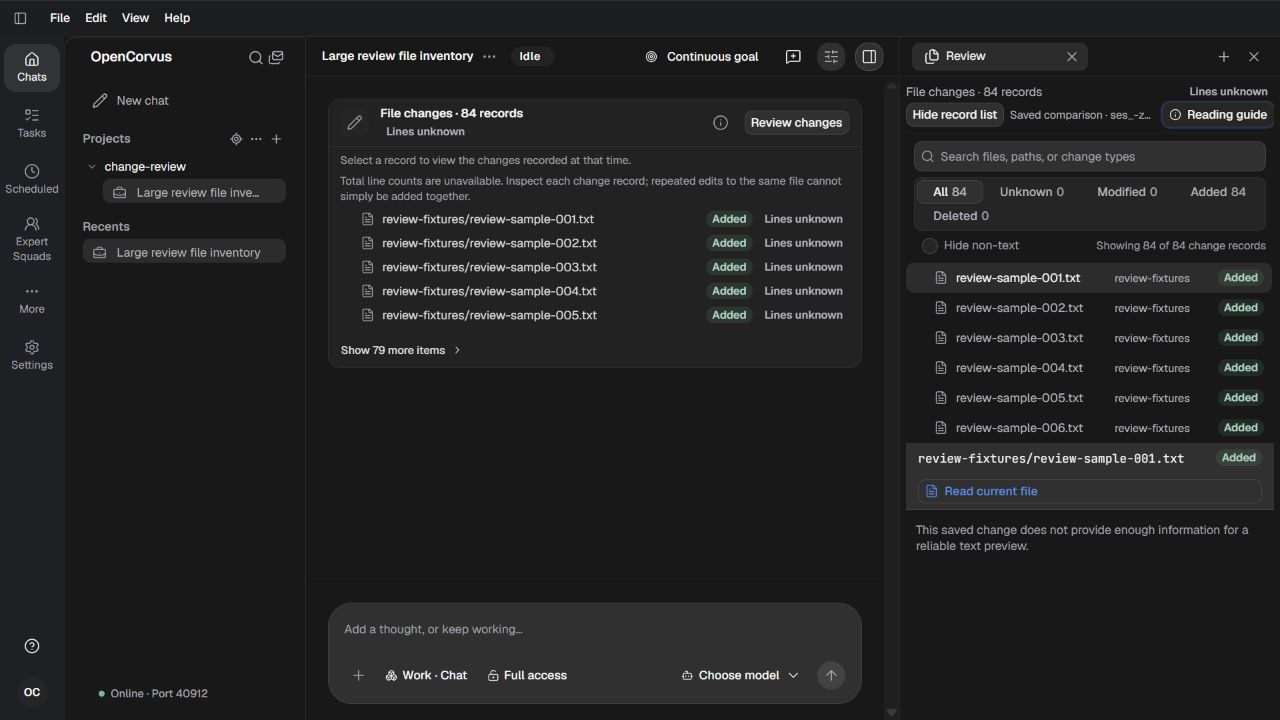 File Edit View Help
Chats
Tasks
Scheduled
Expert
Squads
More
Settings
OC
OpenCorvus
New chat
Projects
change-review
Large review file inve...
Recents
Large review file inventory
Online · Port 40912
Large review file inventory
Idle
Continuous goal
File changes · 84 records
Lines unknown
Review changes
Select a record to view the changes recorded at that time.
Total line counts are unavailable. Inspect each change record; repeated edits to the same file cannot
simply be added together.
review-fixtures/review-sample-001.txt Added Lines unknown
review-fixtures/review-sample-002.txt Added Lines unknown
review-fixtures/review-sample-003.txt Added Lines unknown
review-fixtures/review-sample-004.txt Added Lines unknown
review-fixtures/review-sample-005.txt Added Lines unknown
Show 79 more items
Add a thought, or keep working...
Work · Chat Full access Choose model
Review
File changes · 84 records Lines unknown
Hide record list Saved comparison · ses_-z... Reading guide
Search files, paths, or change types
All 84 Unknown 0 Modified 0 Added 84
Deleted 0
Hide non-text Showing 84 of 84 change records
review-sample-001.txt review-fixtures Added
review-sample-002.txt review-fixtures Added
review-sample-003.txt review-fixtures Added
review-sample-004.txt review-fixtures Added
review-sample-005.txt review-fixtures Added
review-sample-006.txt review-fixtures Added
review-fixtures/review-sample-001.txt Added
Read current file
This saved change does not provide enough information for a
reliable text preview.